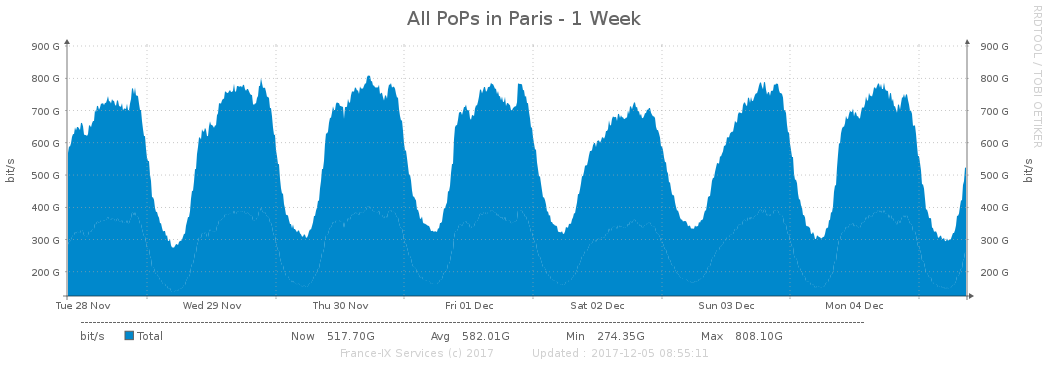 All PoPs in Paris - 1 Week
RRDTOOL / TOBI OETIKER
900 G 900 G
800 G 800 G
700 G 700 G
600 G 600 G
500 G 500 G
400 G 400 G
300 G 300 G
200 G 200 G
bit/s
bit/s
Tue 28 Nov Wed 29 Nov Thu 30 Nov Fri 01 Dec Sat 02 Dec Sun 03 Dec Mon 04 Dec
bit/s Total Now 517.70G Avg 582.01G Min 274.35G Max 808.10G
France-IX Services (c) 2017 Updated : 2017-12-05 08:55:11